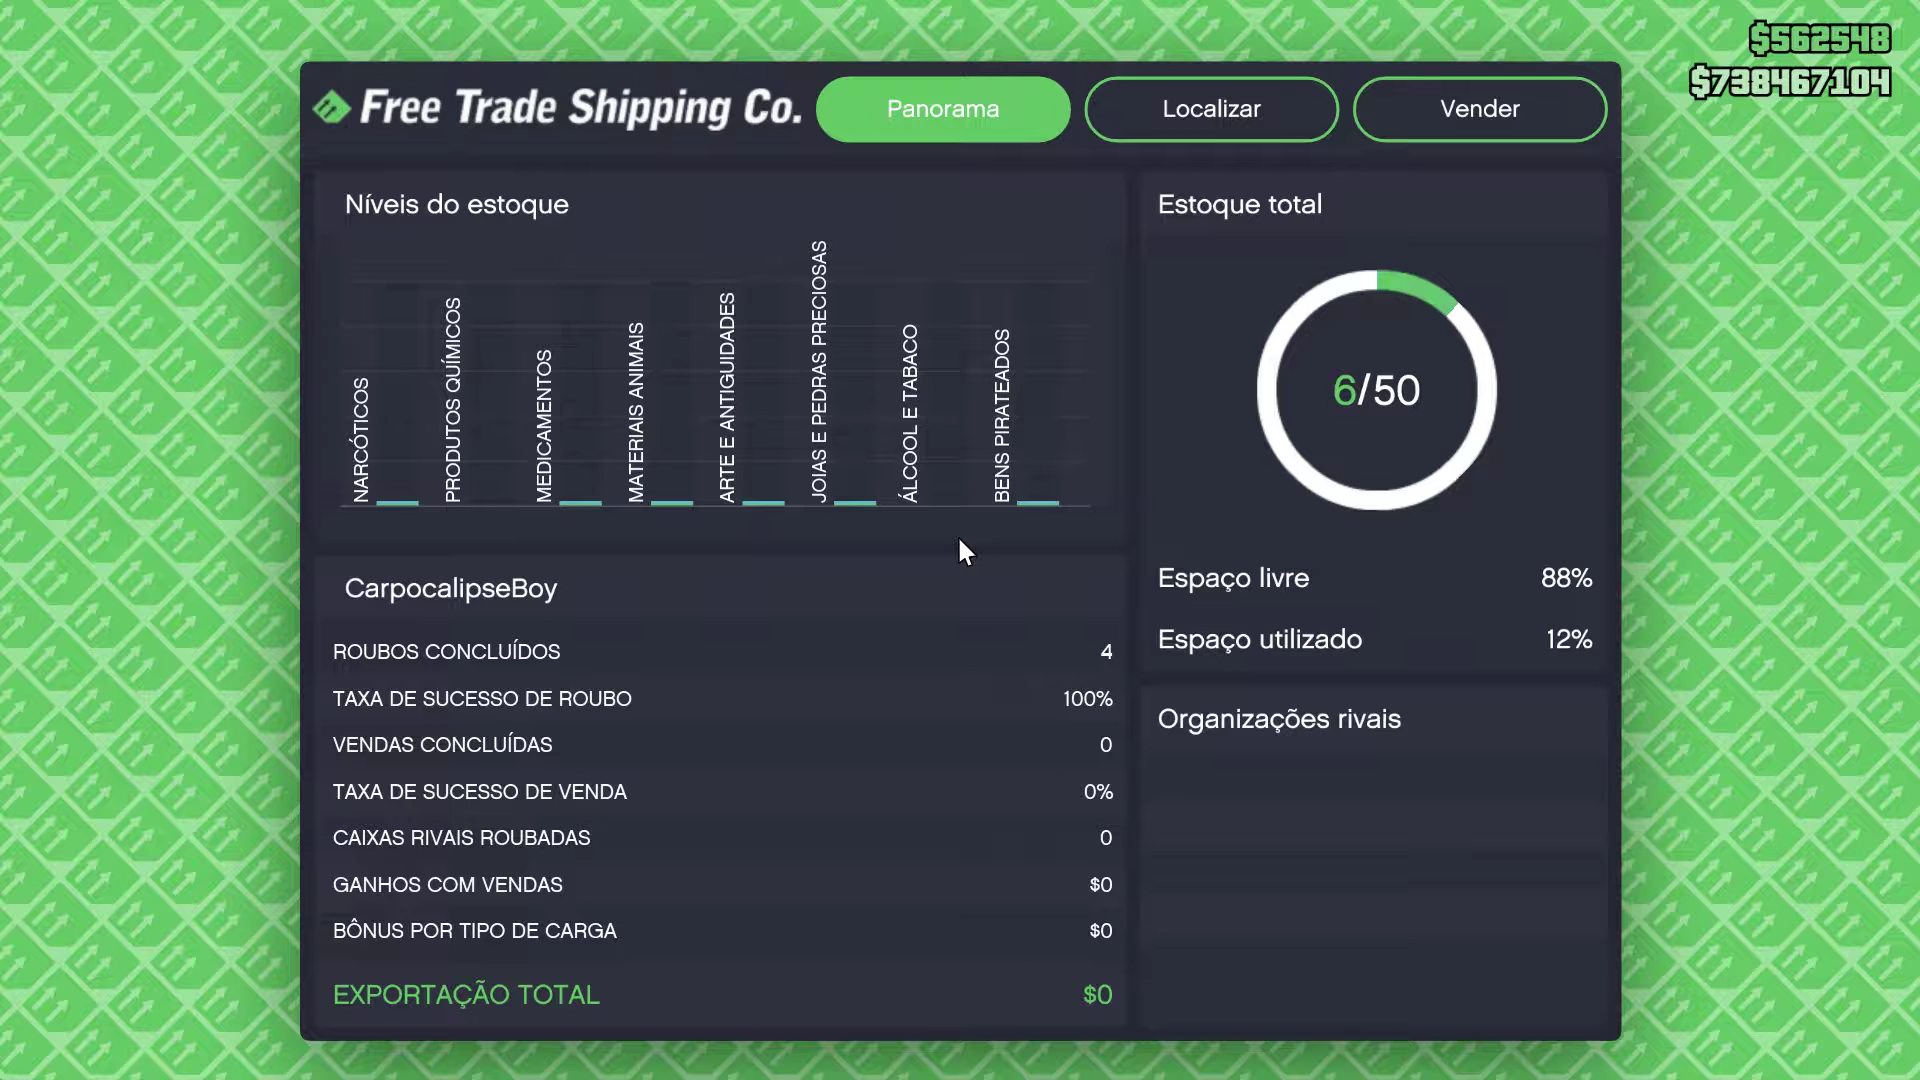 $562548
$738467104
Free Trade Shipping Co.
Panorama
Localizar
Vender
Níveis do estoque
NARCÓTICOS
PRODUTOS QUÍMICOS
MEDICAMENTOS
MATERIAIS ANIMAIS
ARTE E ANTIGUIDADES
JOIAS E PEDRAS PRECIOSAS
ÁLCOOL E TABACO
BENS PIRATEADOS
Estoque total
6/50
Espaço livre 88%
Espaço utilizado 12%
CarpocalipseBoy
ROUBOS CONCLUÍDOS 4
TAXA DE SUCESSO DE ROUBO 100%
VENDAS CONCLUÍDAS 0
TAXA DE SUCESSO DE VENDA 0%
CAIXAS RIVAIS ROUBADAS 0
GANHOS COM VENDAS $0
BÔNUS POR TIPO DE CARGA $0
EXPORTAÇÃO TOTAL $0
Organizações rivais